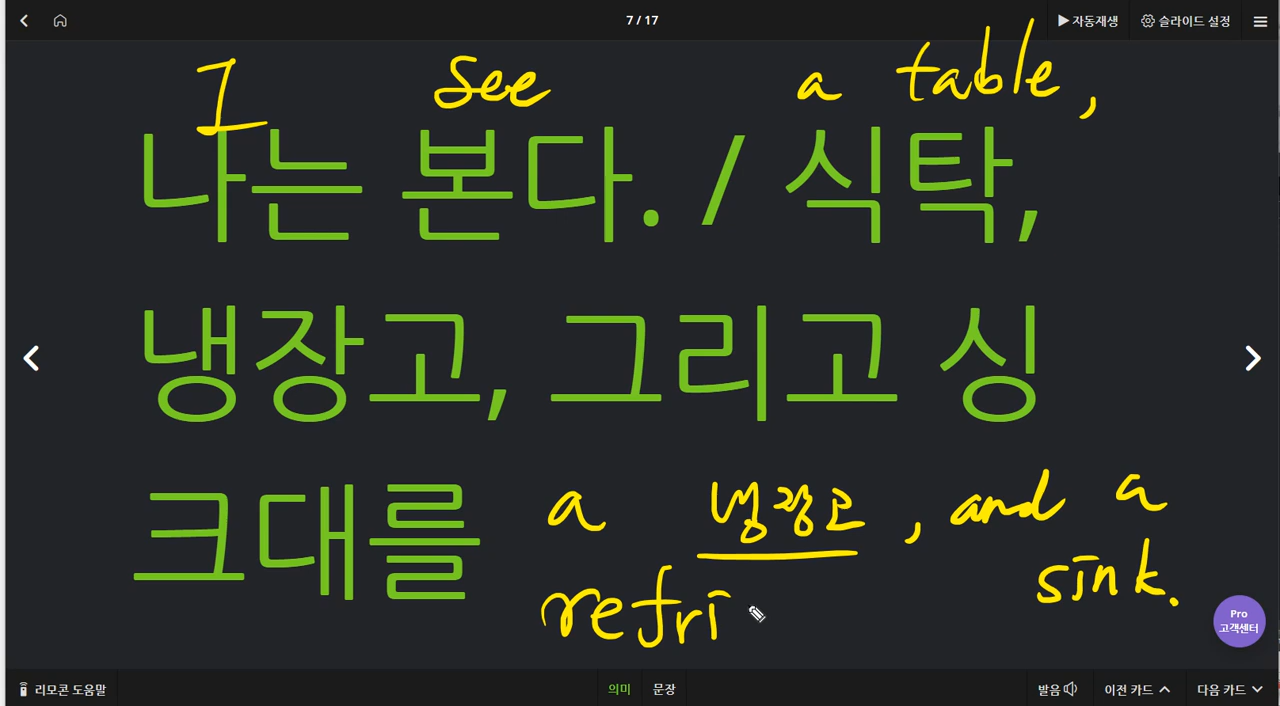 7 / 17
자동재생
슬라이드 설정
I see a table,
나는 본다. / 식탁,
냉장고, 그리고 싱
크대를
a 냉장고, and a
sink.
refri
Pro
고객센터
리모콘 도움말
의미
문장
발음
이전 카드
다음 카드